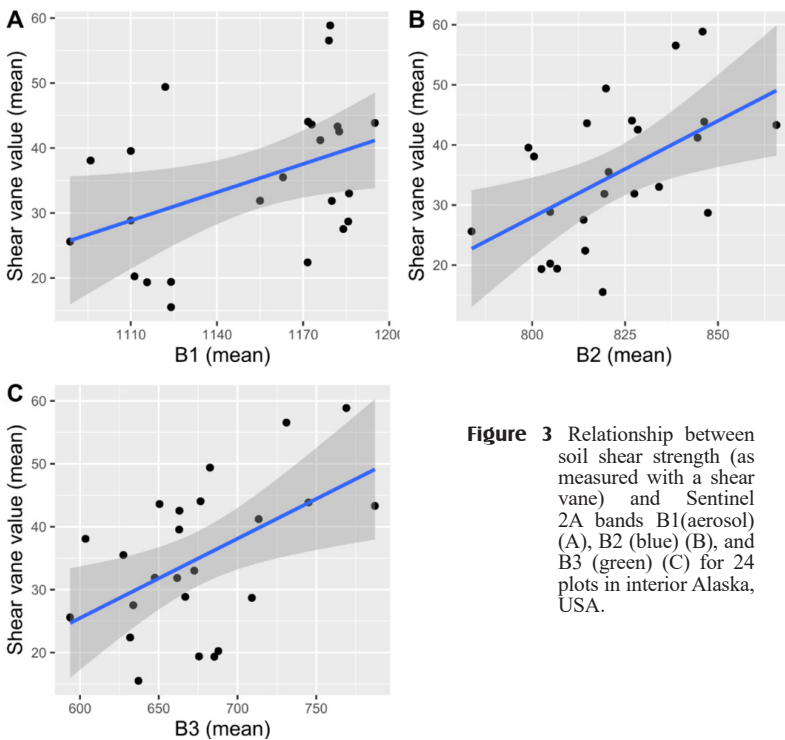 A
60
50
40
30
20
Shear vane value (mean)
1110
1140
1170
1200
B1 (mean)
B
60
50
40
30
20
Shear vane value (mean)
800
825
850
B2 (mean)
C
60
50
40
30
20
Shear vane value (mean)
600
650
700
750
B3 (mean)
Figure 3 Relationship between
soil shear strength (as
measured with a shear
vane) and Sentinel
2A bands B1(aerosol)
(A), B2 (blue) (B), and
B3 (green) (C) for 24
plots in interior Alaska,
USA.